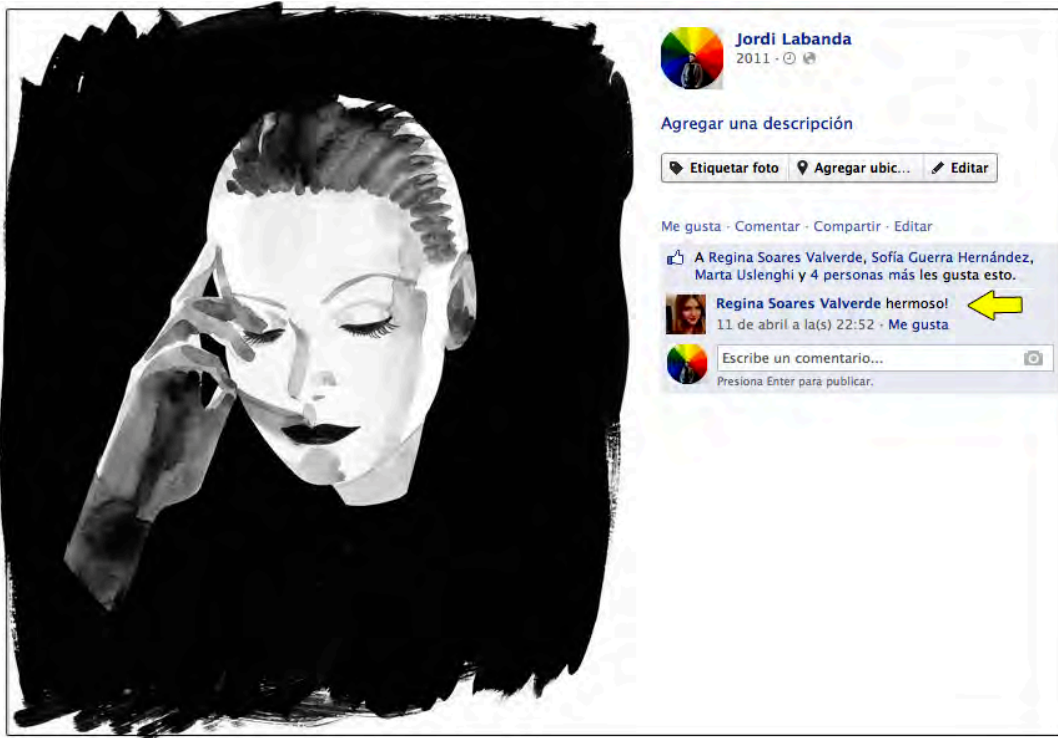 Jordi Labanda
2011 ·
Agregar una descripción
Etiquetar foto Agregar ubic... Editar
Me gusta · Comentar · Compartir · Editar
A Regina Soares Valverde, Sofía Guerra Hernández,
Marta Uslenghi y 4 personas más les gusta esto.
Regina Soares Valverde hermoso!
11 de abril a la(s) 22:52 · Me gusta
Escribe un comentario...
Presiona Enter para publicar.